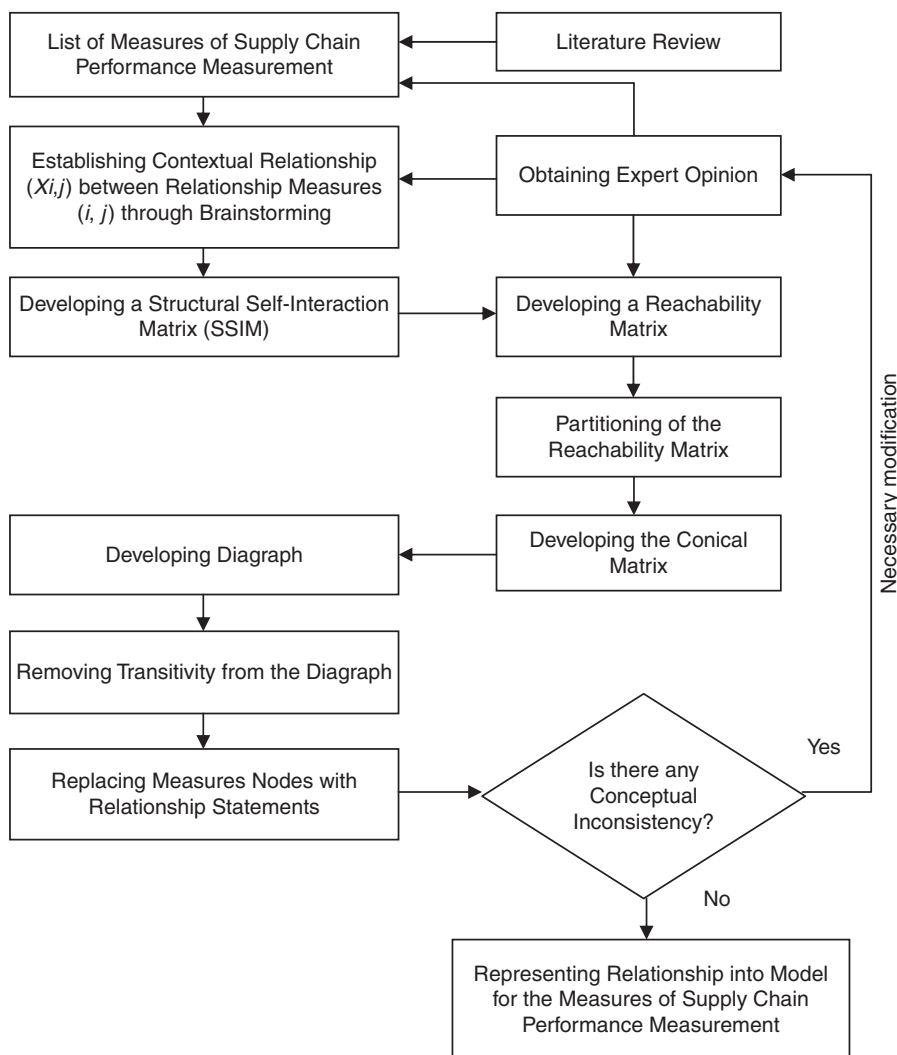 List of Measures of Supply Chain
Performance Measurement
Literature Review
Establishing Contextual Relationship
(Xi,j) between Relationship Measures
(i, j) through Brainstorming
Obtaining Expert Opinion
Developing a Structural Self-Interaction
Matrix (SSIM)
Developing a Reachability
Matrix
Partitioning of the
Reachability Matrix
Necessary modification
Developing Diagraph
Developing the Conical
Matrix
Removing Transitivity from the Diagraph
Replacing Measures Nodes with
Relationship Statements
Is there any
Conceptual
Inconsistency?
Yes
No
Representing Relationship into Model
for the Measures of Supply Chain
Performance Measurement